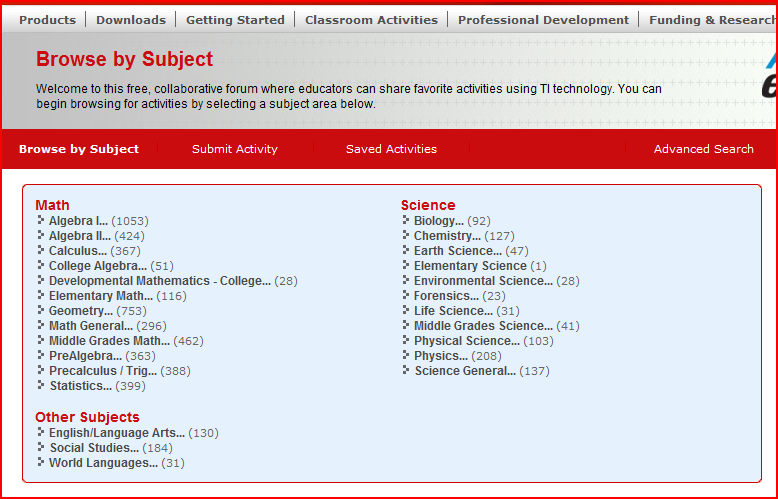 Products Downloads Getting Started Classroom Activities Professional Development Funding & Research
Browse by Subject
Welcome to this free, collaborative forum where educators can share favorite activities using TI technology. You can
begin browsing for activities by selecting a subject area below.
Browse by Subject Submit Activity Saved Activities Advanced Search
Math
Algebra I... (1053)
Algebra II... (424)
Calculus... (367)
College Algebra... (51)
Developmental Mathematics - College... (28)
Elementary Math... (116)
Geometry... (753)
Math General... (296)
Middle Grades Math... (462)
PreAlgebra... (363)
Precalculus / Trig... (388)
Statistics... (399)
Science
Biology... (92)
Chemistry... (127)
Earth Science... (47)
Elementary Science (1)
Environmental Science... (28)
Forensics... (23)
Life Science... (31)
Middle Grades Science... (41)
Physical Science... (103)
Physics... (208)
Science General... (137)
Other Subjects
English/Language Arts... (130)
Social Studies... (184)
World Languages... (31)